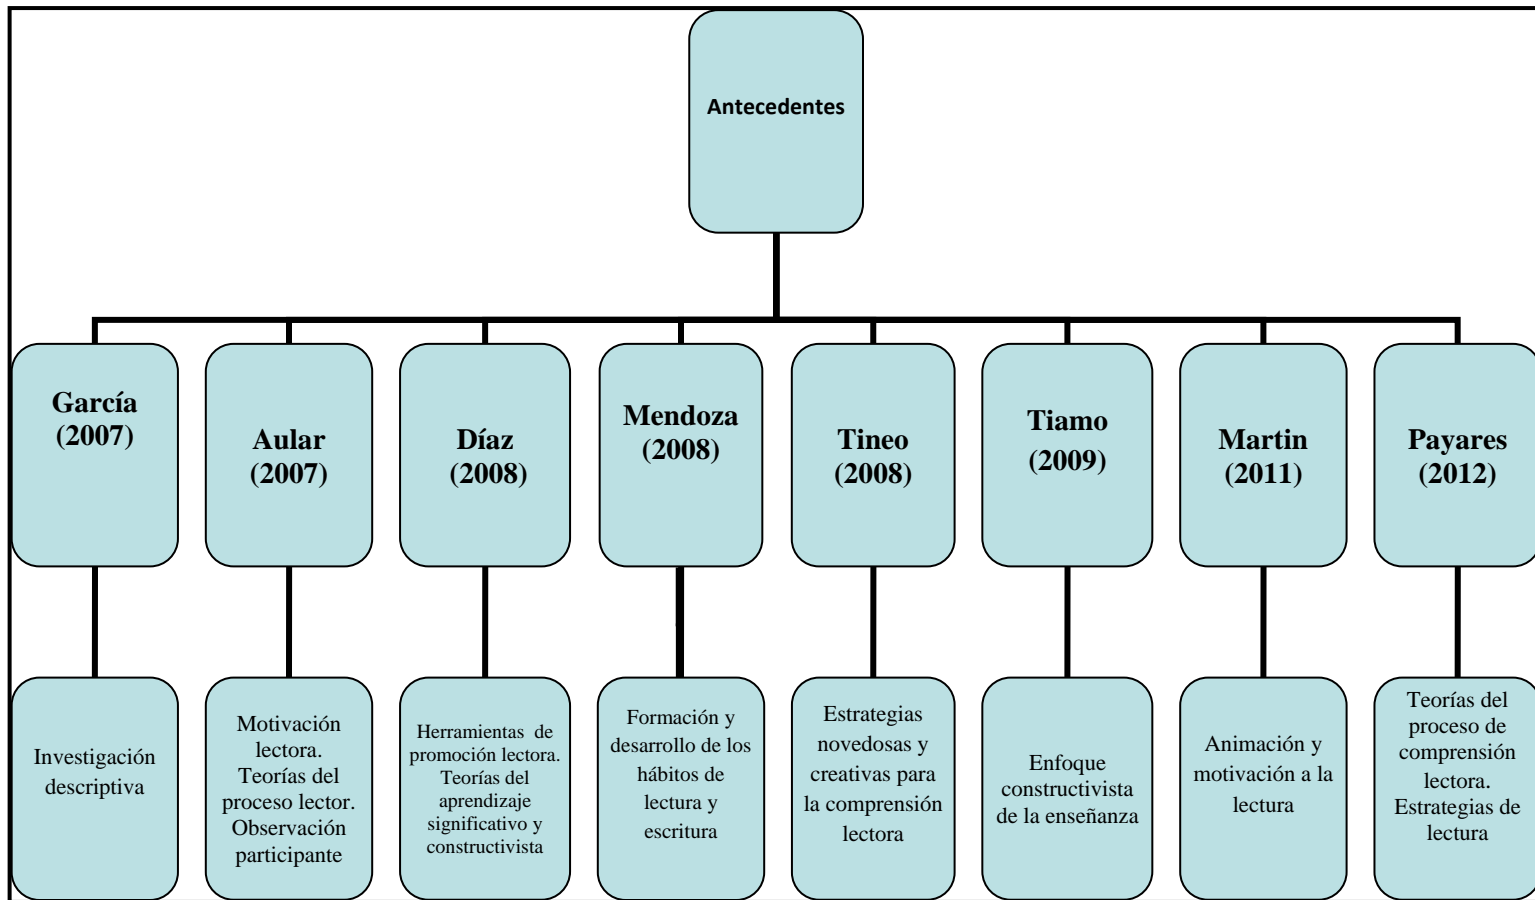 Antecedentes
García
(2007)
Aular
(2007)
Díaz
(2008)
Mendoza
(2008)
Tineo
(2008)
Tiamo
(2009)
Martin
(2011)
Payares
(2012)
Investigación
descriptiva
Motivación
lectora.
Teorías del
proceso lector.
Observación
participante
Herramientas de
promoción lectora.
Teorías del
aprendizaje
significativo y
constructivista
Formación y
desarrollo de los
hábitos de
lectura y
escritura
Estrategias
novedosas y
creativas para
la comprensión
lectora
Enfoque
constructivista
de la enseñanza
Animación y
motivación a la
lectura
Teorías del
proceso de
comprensión
lectora.
Estrategias de
lectura